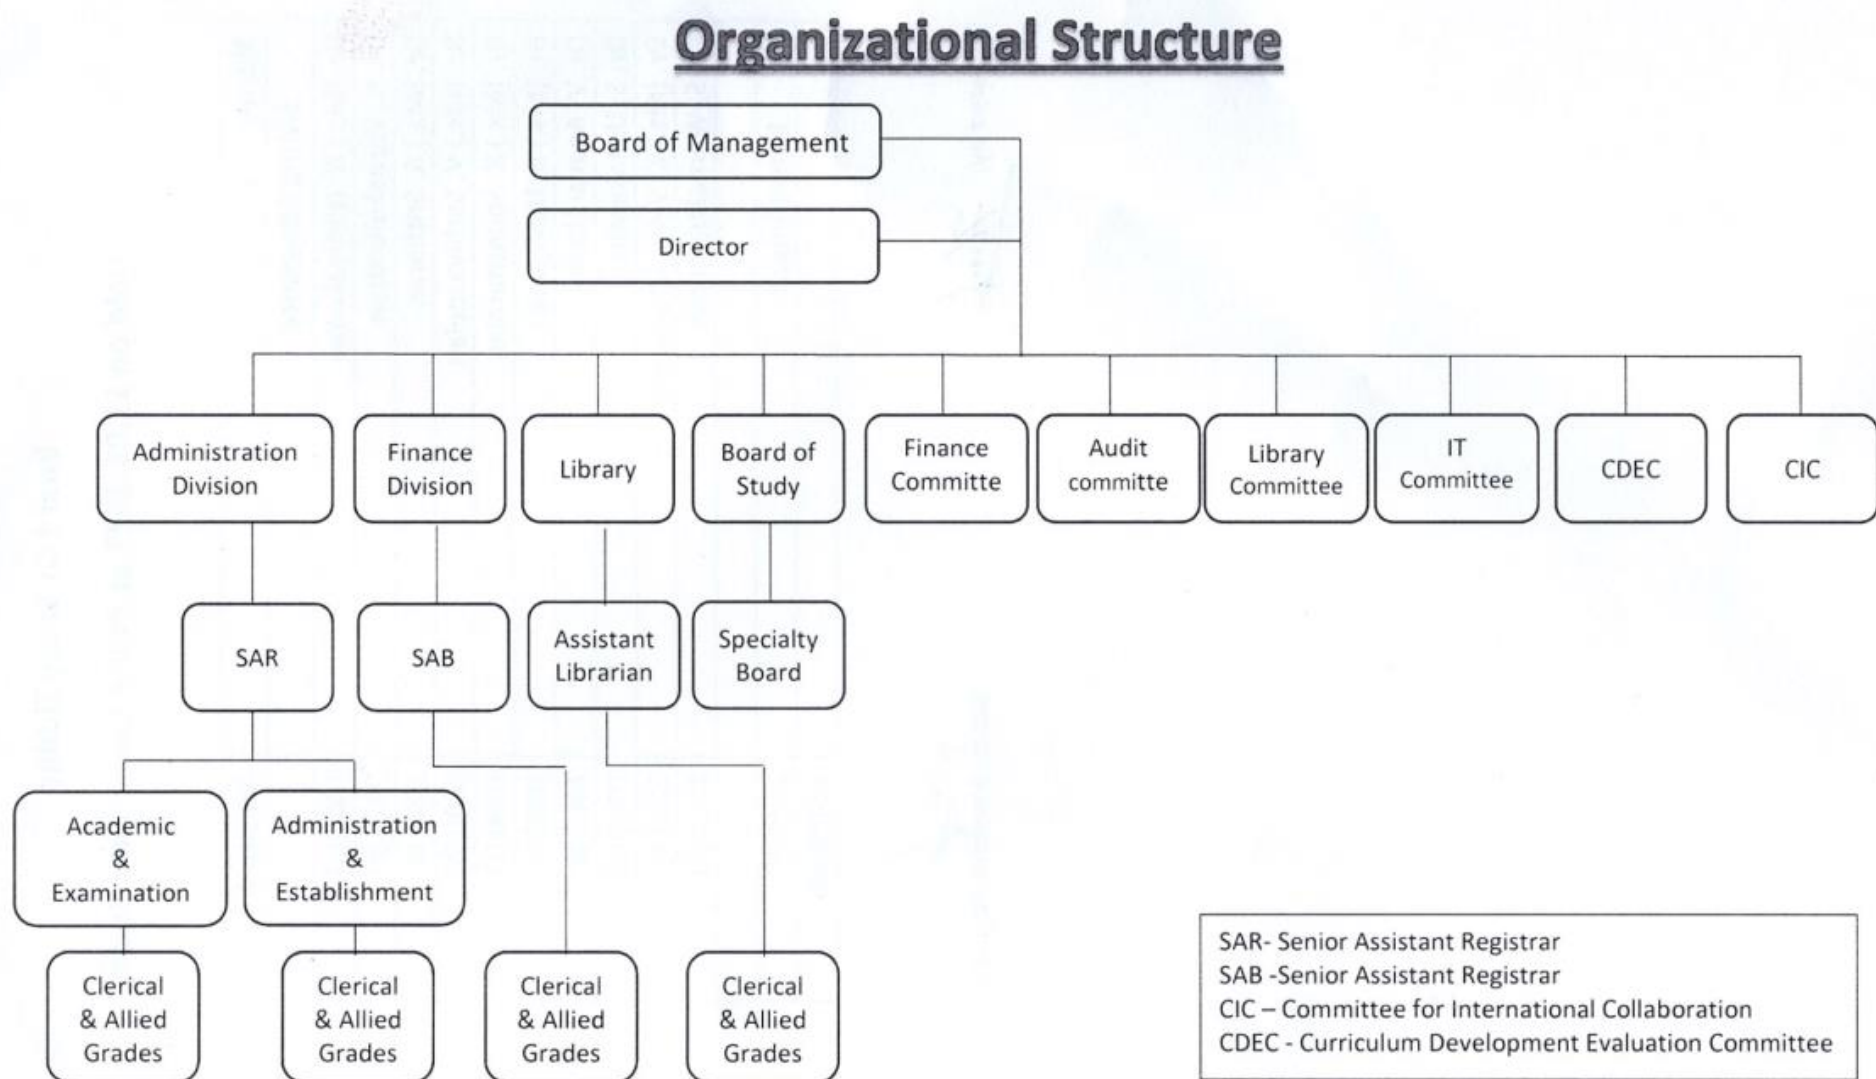 Organizational Structure
Board of Management
Director
Administration
Division
Finance
Division
Library
Board of
Study
Finance
Committe
Audit
committe
Library
Committee
IT
Committee
CDEC
CIC
SAR
SAB
Assistant
Librarian
Specialty
Board
Academic
&
Examination
Administration
&
Establishment
Clerical
& Allied
Grades
Clerical
& Allied
Grades
Clerical
& Allied
Grades
Clerical
& Allied
Grades
SAR- Senior Assistant Registrar
SAB -Senior Assistant Registrar
CIC – Committee for International Collaboration
CDEC - Curriculum Development Evaluation Committee